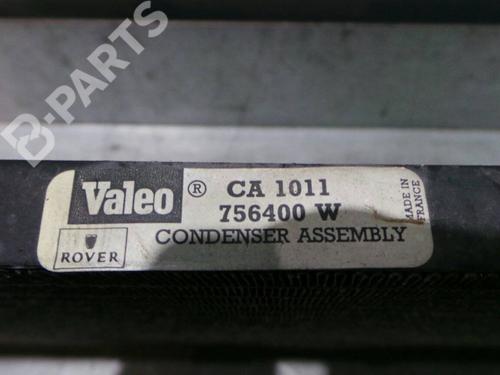 B-PARTS
Valeo ® CA 1011
756400 W
ROVER
CONDENSER ASSEMBLY
MADE IN
FRANCE